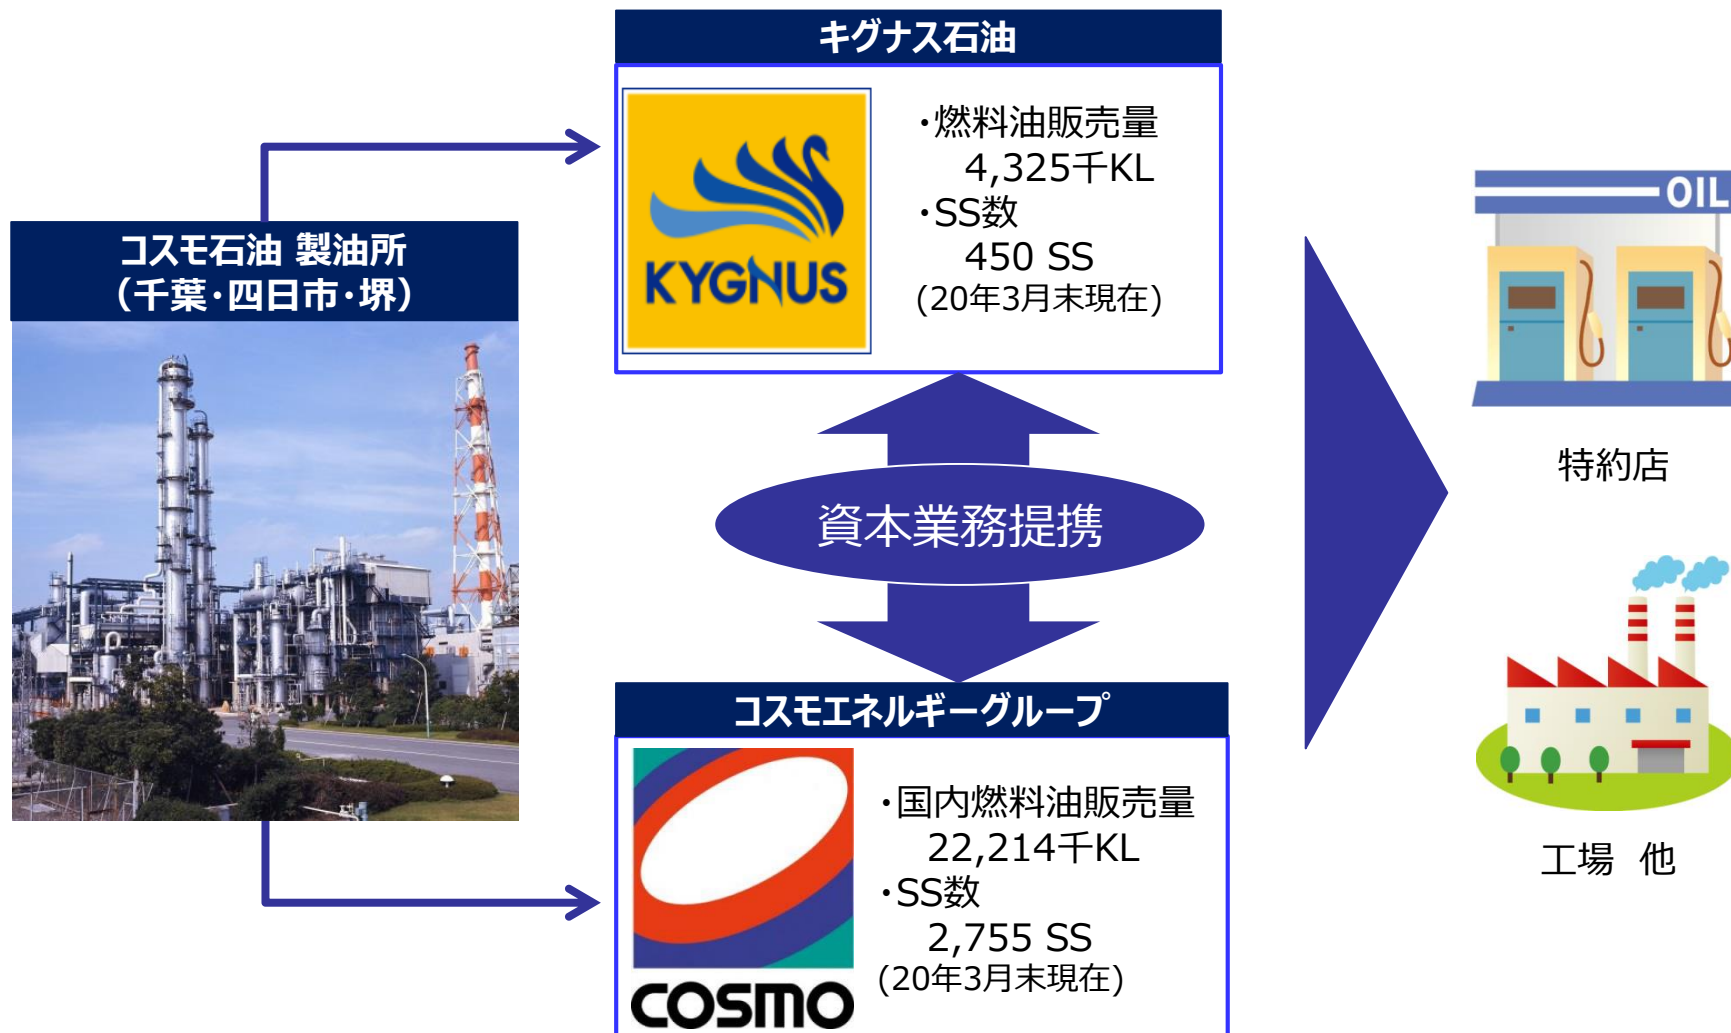 キグナス石油
KYGNUS
・燃料油販売量
4,325千KL
・SS数
450 SS
(20年3月末現在)
コスモ石油 製油所
(千葉・四日市・堺)
資本業務提携
コスモエネルギーグループ
COSMO
・国内燃料油販売量
22,214千KL
・SS数
2,755 SS
(20年3月末現在)
OIL
特約店
工場 他